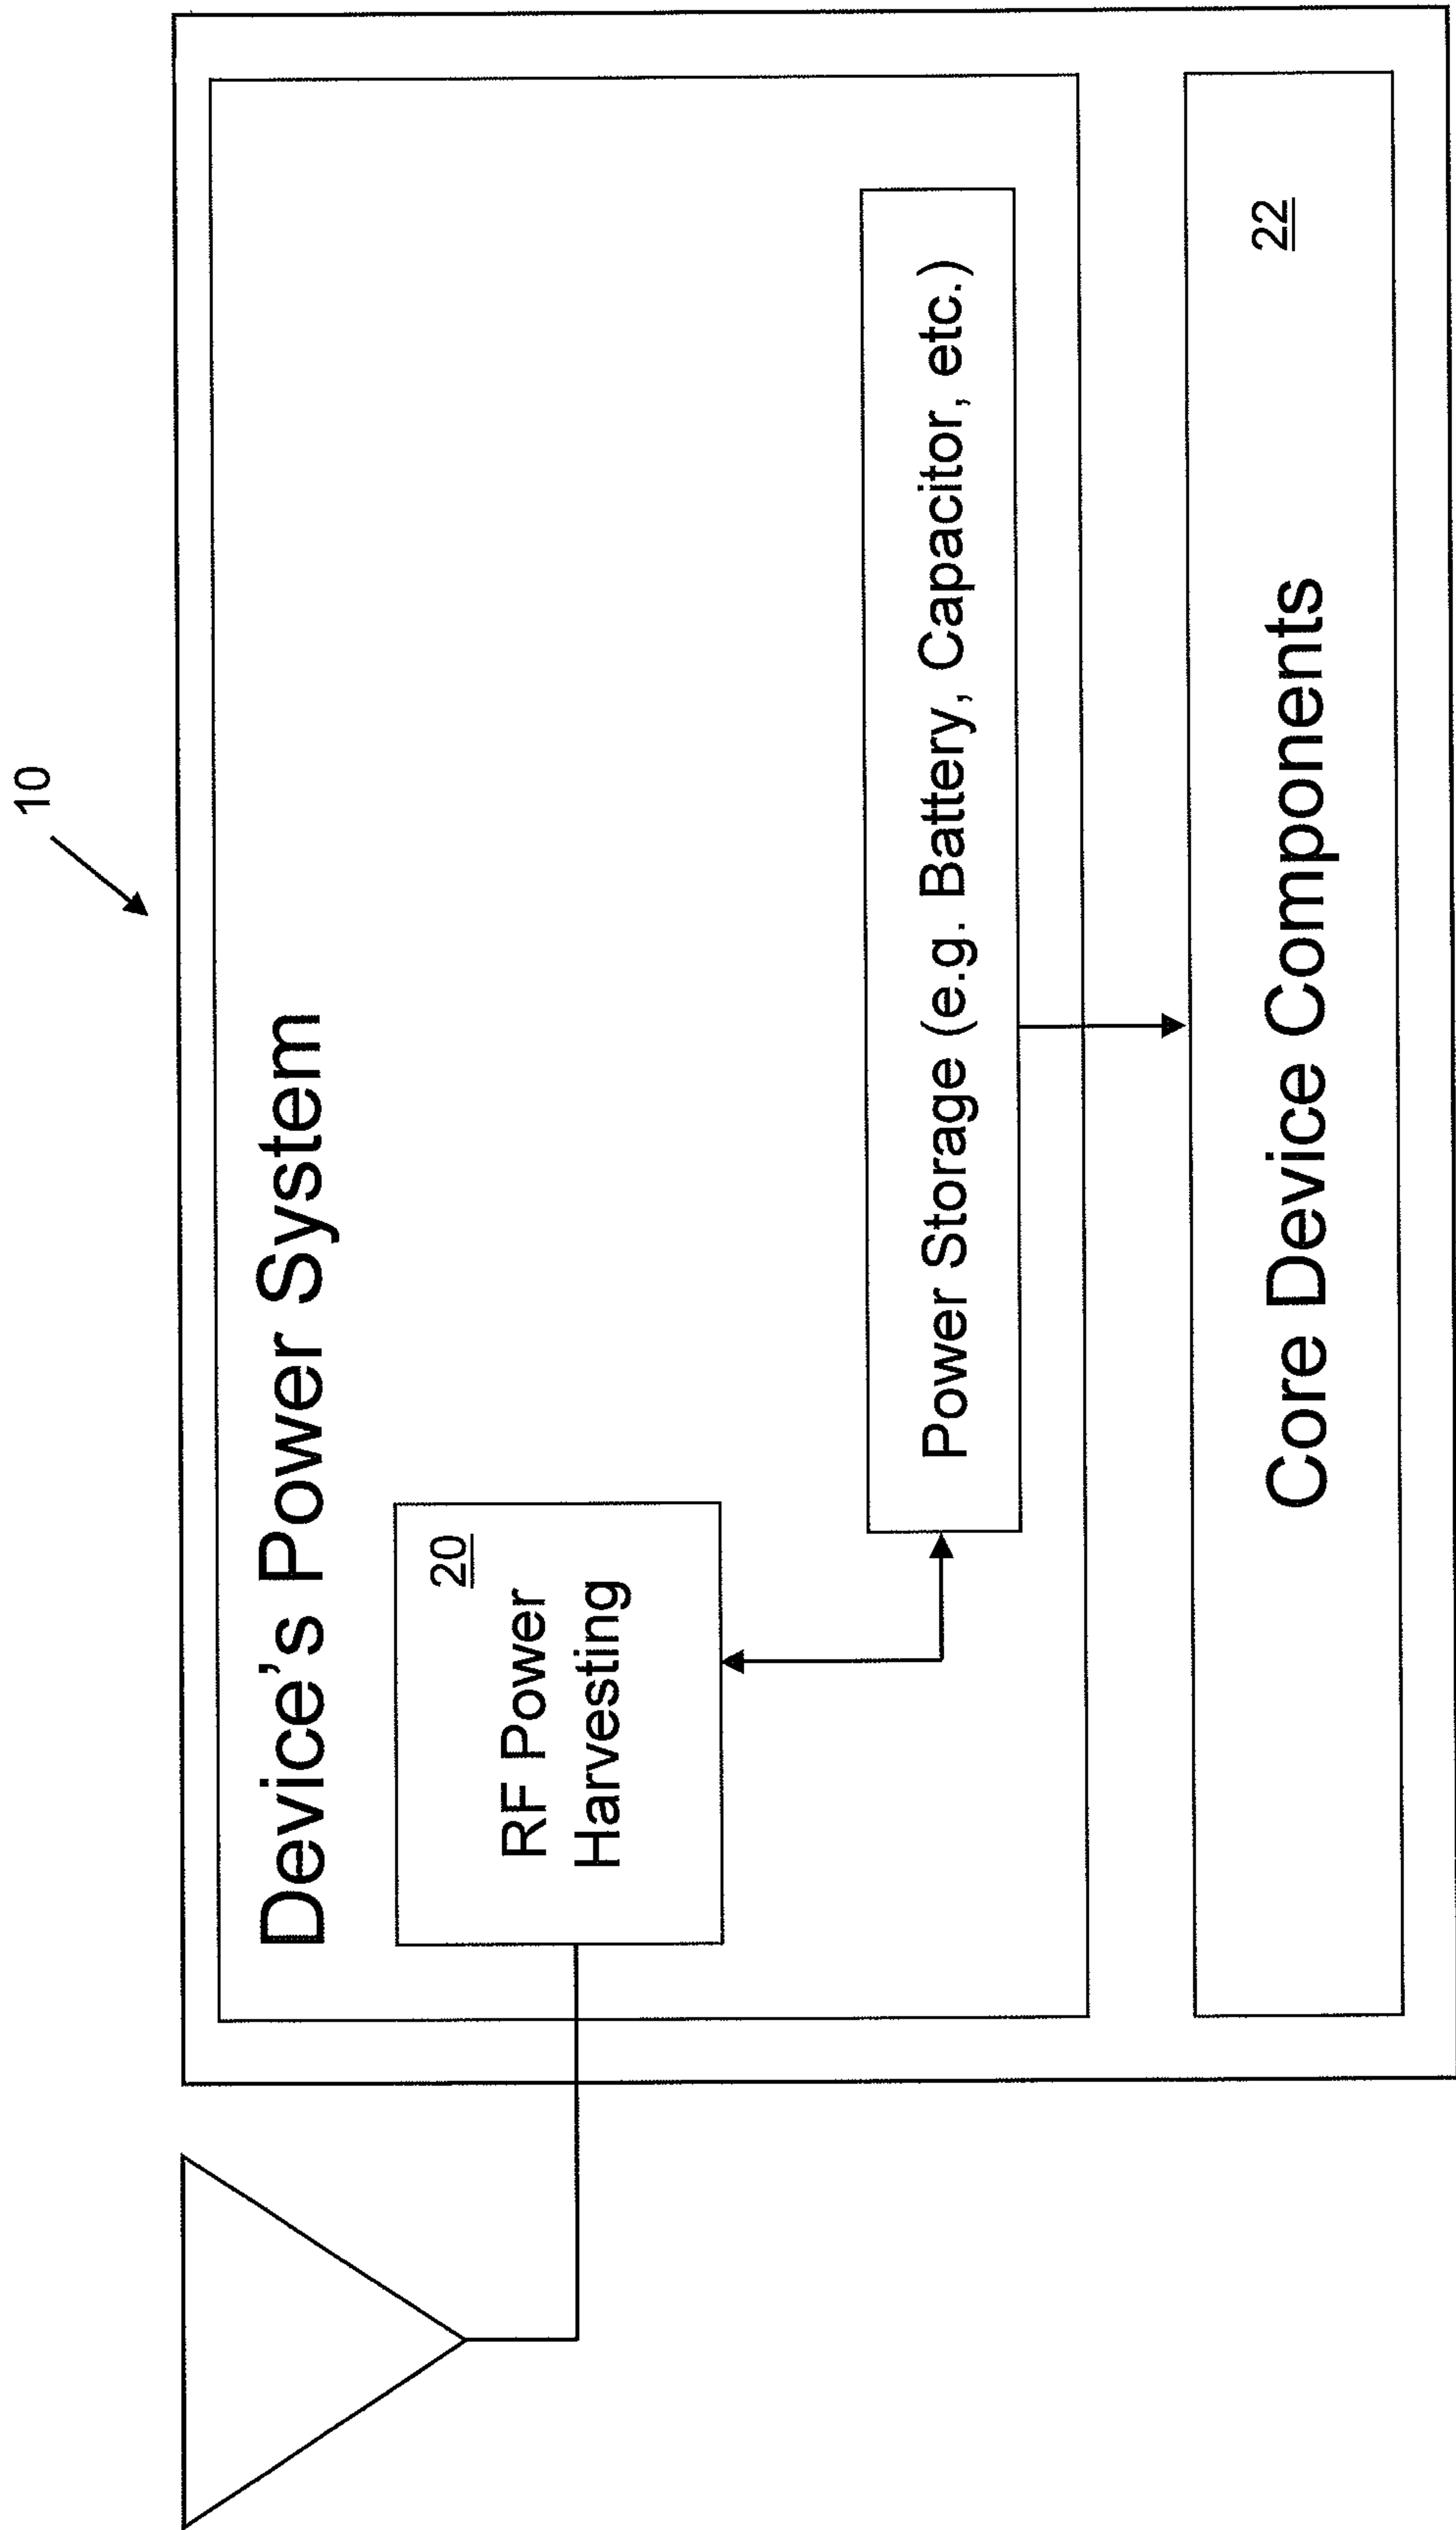 10
Device's Power System
20
RF Power
Harvesting
Power Storage (e.g. Battery, Capacitor, etc.)
22
Core Device Components